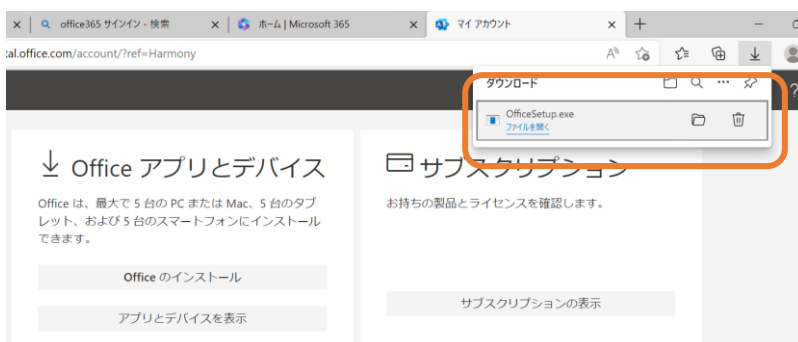 office365 サインイン - 検索
ホーム | Microsoft 365
マイ アカウント
tal.office.com/account/?ref=Harmony
ダウンロード
OfficeSetup.exe
ファイルを開く
Office アプリとデバイス
Office は、最大で 5 台の PC または Mac、5 台のタブ
レット、および 5 台のスマートフォンにインストール
できます。
Office のインストール
アプリとデバイスを表示
サブスクリプション
お持ちの製品とライセンスを確認します。
サブスクリプションの表示